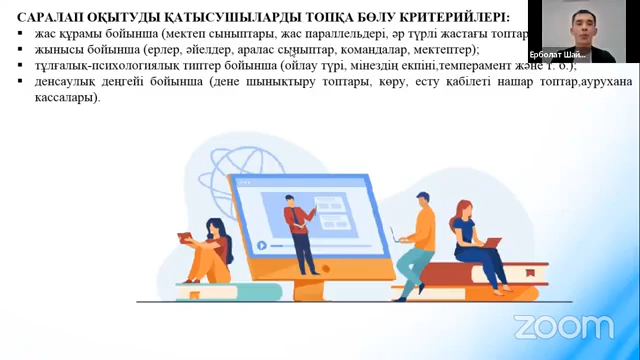 САРАЛАП ОҚЫТУДЫ ҚАТЫСУШЫЛАРДЫ ТОПҚА БӨЛУ КРИТЕРИЙЛЕРІ:
жас құрамы бойынша (мектеп сыныптары, жас параллельдері, әр түрлі жастағы топтар
жынысы бойынша (ерлер, әйелдер, аралас сыныптар, командалар, мектептер);
тұлғалық-психологиялық типтер бойынша (ойлау түрі, мінездің екпіні,темперамент және т. б.);
денсаулық деңгейі бойынша (дене шынықтыру топтары, көру, есту қабілеті нашар топтар,аурухана
кассалары).
Ерболат Шай...
zoom